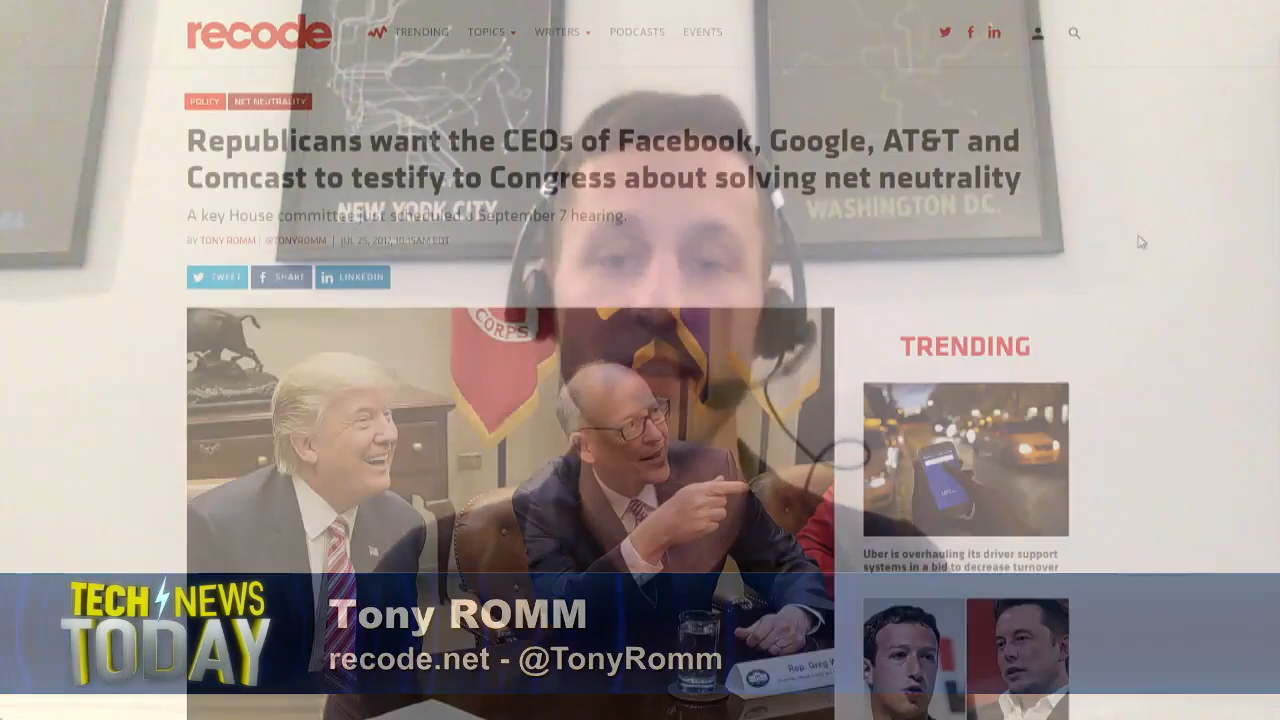 recode
TRENDING TOPICS WRITERS PODCASTS EVENTS
POLICY NET NEUTRALITY
Republicans want the CEOs of Facebook, Google, AT&T and
Comcast to testify to Congress about solving net neutrality
NEW YORK CITY
WASHINGTON D.C.
A key House committee just scheduled a September 7 hearing.
BY TONY ROMM | @TONYROMM | JUL 25, 2017, 10:15AM EDT
TWEET SHARE LINKEDIN
CORPS
TRENDING
Uber is overhauling its driver support
systems in a bid to decrease turnover
TECH NEWS
TODAY
Tony ROMM
recode.net - @TonyRomm
Rep. Greg